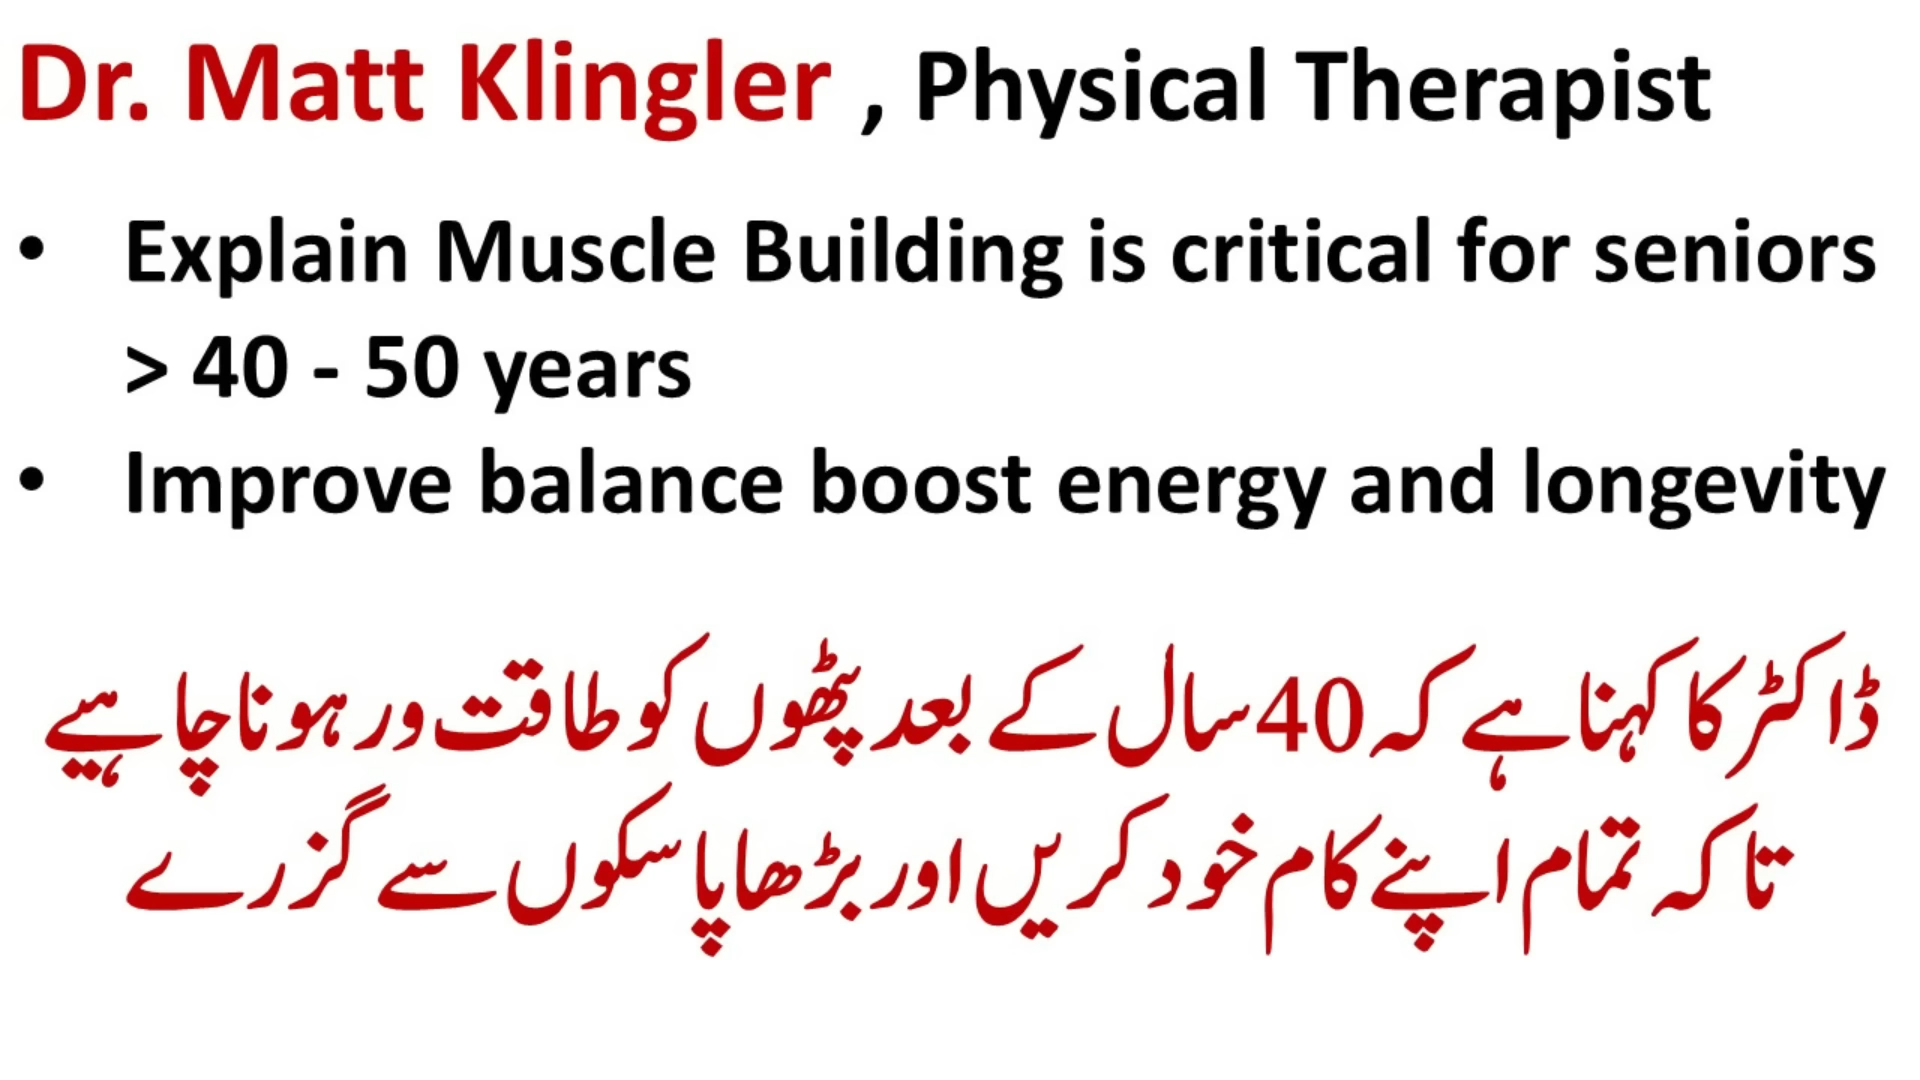 Dr. Matt Klingler , Physical Therapist
• Explain Muscle Building is critical for seniors
> 40 - 50 years
• Improve balance boost energy and longevity
ڈاکٹر کا کہنا ہے کہ 40 سال کے بعد پٹھوں کو طاقت ور ہونا چاہیے
تاکہ تمام اپنے کام خود کریں اور بڑھاپا سکوں سے گزرے